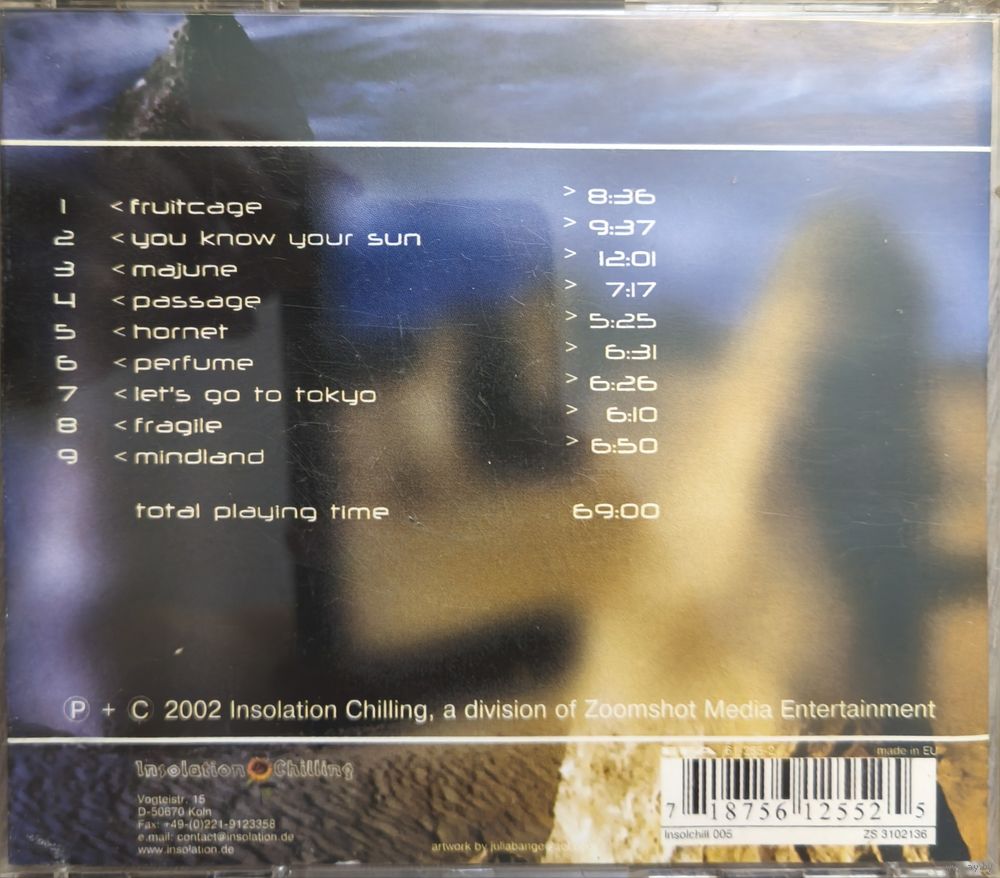 1 < fruitcage > 8:36
2 < you know your sun > 9:37
3 < majune > 12:01
4 < passage > 7:17
5 < hornet > 5:25
6 < perfume > 6:31
7 < let's go to tokyo > 6:26
8 < fragile > 6:10
9 < mindland > 6:50
total playing time 69:00
Ⓟ + © 2002 Insolation Chilling, a division of Zoomshot Media Entertainment
made in EU
Insolation Chilling
Vogteistr. 15
D-50670 Köln
Fax: +49-(0)221-9123358
e.mail: contact@insolation.de
www.insolation.de
artwork by
7 18756 12552 5
Insolchill 005 ZS 3102136